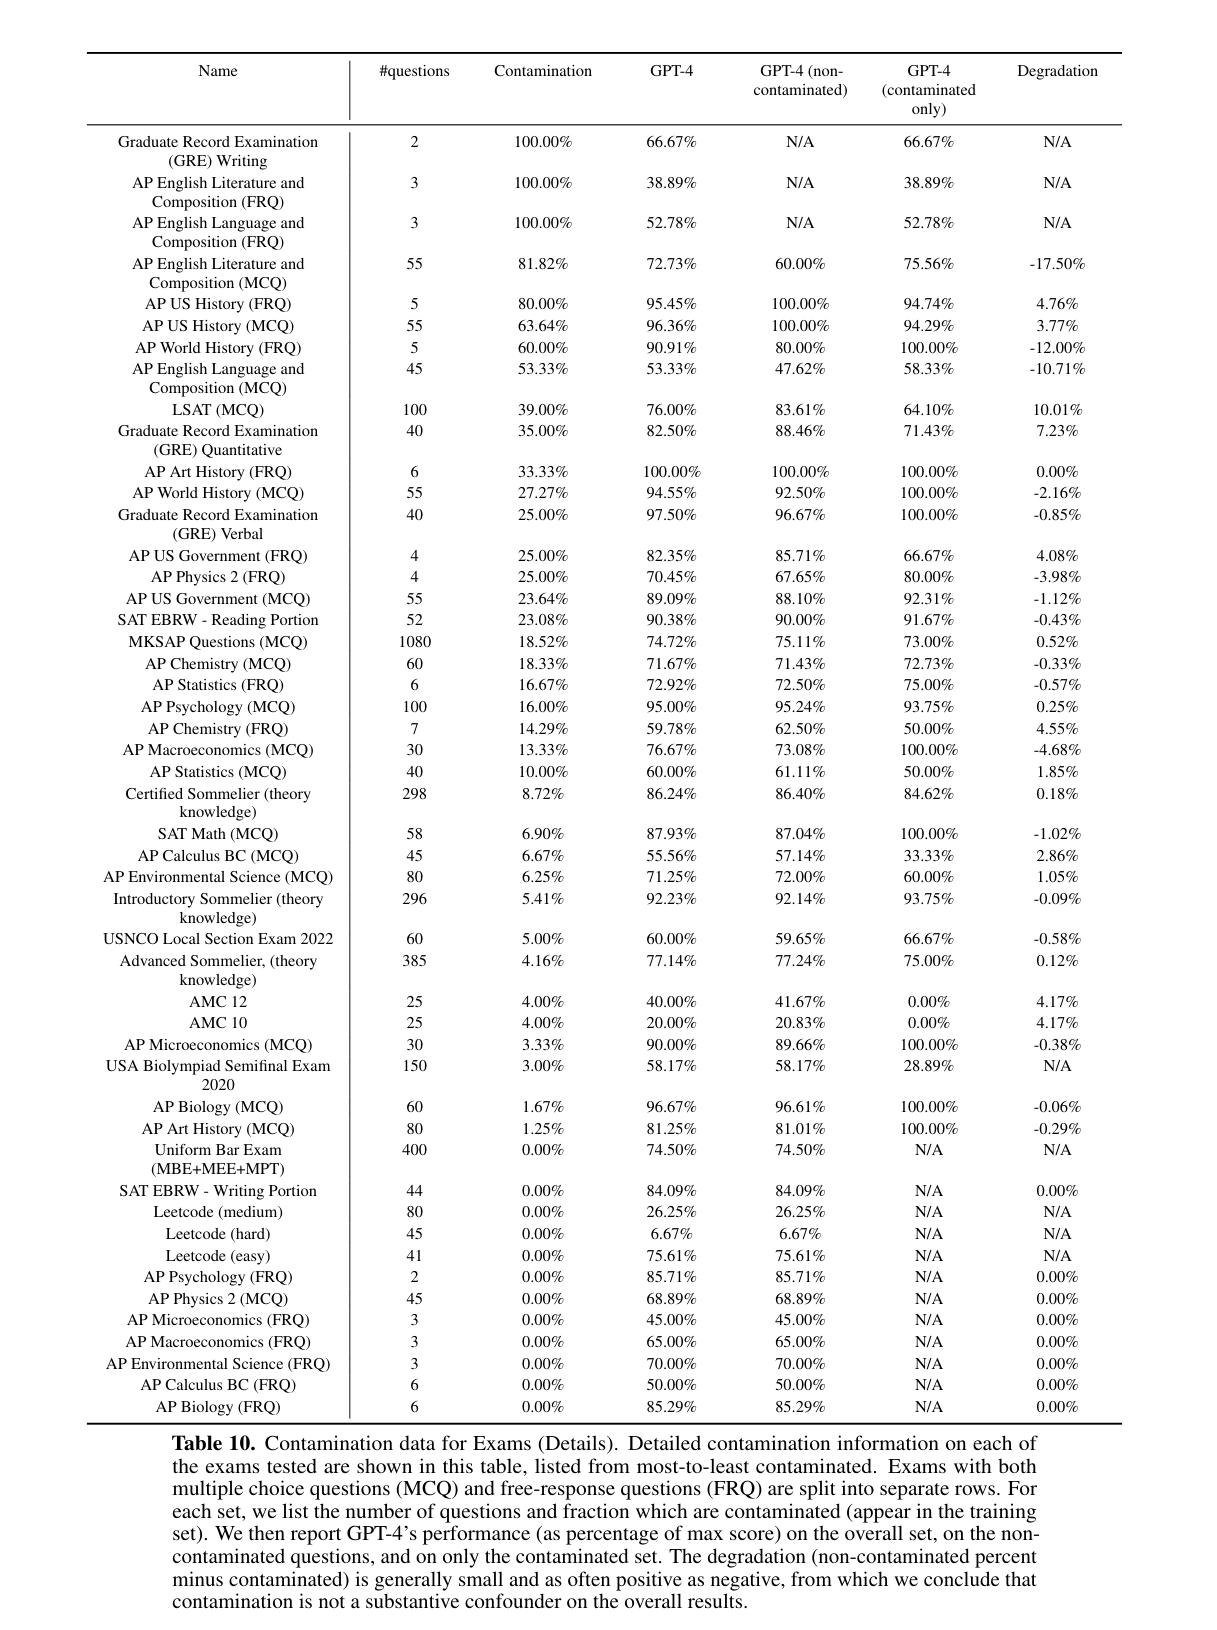 Name #questions Contamination GPT-4 GPT-4 (non- GPT-4 Degradation
contaminated) (contaminated
only)
Graduate Record Examination 2 100.00% 66.67% N/A 66.67% N/A
(GRE) Writing
AP English Literature and 3 100.00% 38.89% N/A 38.89% N/A
Composition (FRQ)
AP English Language and 3 100.00% 52.78% N/A 52.78% N/A
Composition (FRQ)
AP English Literature and 55 81.82% 72.73% 60.00% 75.56% -17.50%
Composition (MCQ)
AP US History (FRQ) 5 80.00% 95.45% 100.00% 94.74% 4.76%
AP US History (MCQ) 55 63.64% 96.36% 100.00% 94.29% 3.77%
AP World History (FRQ) 5 60.00% 90.91% 80.00% 100.00% -12.00%
AP English Language and 45 53.33% 53.33% 47.62% 58.33% -10.71%
Composition (MCQ)
LSAT (MCQ) 100 39.00% 76.00% 83.61% 64.10% 10.01%
Graduate Record Examination 40 35.00% 82.50% 88.46% 71.43% 7.23%
(GRE) Quantitative
AP Art History (FRQ) 6 33.33% 100.00% 100.00% 100.00% 0.00%
AP World History (MCQ) 55 27.27% 94.55% 92.50% 100.00% -2.16%
Graduate Record Examination 40 25.00% 97.50% 96.67% 100.00% -0.85%
(GRE) Verbal
AP US Government (FRQ) 4 25.00% 82.35% 85.71% 66.67% 4.08%
AP Physics 2 (FRQ) 4 25.00% 70.45% 67.65% 80.00% -3.98%
AP US Government (MCQ) 55 23.64% 89.09% 88.10% 92.31% -1.12%
SAT EBRW - Reading Portion 52 23.08% 90.38% 90.00% 91.67% -0.43%
MKSAP Questions (MCQ) 1080 18.52% 74.72% 75.11% 73.00% 0.52%
AP Chemistry (MCQ) 60 18.33% 71.67% 71.43% 72.73% -0.33%
AP Statistics (FRQ) 6 16.67% 72.92% 72.50% 75.00% -0.57%
AP Psychology (MCQ) 100 16.00% 95.00% 95.24% 93.75% 0.25%
AP Chemistry (FRQ) 7 14.29% 59.78% 62.50% 50.00% 4.55%
AP Macroeconomics (MCQ) 30 13.33% 76.67% 73.08% 100.00% -4.68%
AP Statistics (MCQ) 40 10.00% 60.00% 61.11% 50.00% 1.85%
Certified Sommelier (theory 298 8.72% 86.24% 86.40% 84.62% 0.18%
knowledge)
SAT Math (MCQ) 58 6.90% 87.93% 87.04% 100.00% -1.02%
AP Calculus BC (MCQ) 45 6.67% 55.56% 57.14% 33.33% 2.86%
AP Environmental Science (MCQ) 80 6.25% 71.25% 72.00% 60.00% 1.05%
Introductory Sommelier (theory 296 5.41% 92.23% 92.14% 93.75% -0.09%
knowledge)
USNCO Local Section Exam 2022 60 5.00% 60.00% 59.65% 66.67% -0.58%
Advanced Sommelier, (theory 385 4.16% 77.14% 77.24% 75.00% 0.12%
knowledge)
AMC 12 25 4.00% 40.00% 41.67% 0.00% 4.17%
AMC 10 25 4.00% 20.00% 20.83% 0.00% 4.17%
AP Microeconomics (MCQ) 30 3.33% 90.00% 89.66% 100.00% -0.38%
USA Biolympiad Semifinal Exam 150 3.00% 58.17% 58.17% 28.89% N/A
2020
AP Biology (MCQ) 60 1.67% 96.67% 96.61% 100.00% -0.06%
AP Art History (MCQ) 80 1.25% 81.25% 81.01% 100.00% -0.29%
Uniform Bar Exam 400 0.00% 74.50% 74.50% N/A N/A
(MBE+MEE+MPT)
SAT EBRW - Writing Portion 44 0.00% 84.09% 84.09% N/A 0.00%
Leetcode (medium) 80 0.00% 26.25% 26.25% N/A N/A
Leetcode (hard) 45 0.00% 6.67% 6.67% N/A N/A
Leetcode (easy) 41 0.00% 75.61% 75.61% N/A N/A
AP Psychology (FRQ) 2 0.00% 85.71% 85.71% N/A 0.00%
AP Physics 2 (MCQ) 45 0.00% 68.89% 68.89% N/A 0.00%
AP Microeconomics (FRQ) 3 0.00% 45.00% 45.00% N/A 0.00%
AP Macroeconomics (FRQ) 3 0.00% 65.00% 65.00% N/A 0.00%
AP Environmental Science (FRQ) 3 0.00% 70.00% 70.00% N/A 0.00%
AP Calculus BC (FRQ) 6 0.00% 50.00% 50.00% N/A 0.00%
AP Biology (FRQ) 6 0.00% 85.29% 85.29% N/A 0.00%
Table 10. Contamination data for Exams (Details). Detailed contamination information on each of
the exams tested are shown in this table, listed from most-to-least contaminated. Exams with both
multiple choice questions (MCQ) and free-response questions (FRQ) are split into separate rows. For
each set, we list the number of questions and fraction which are contaminated (appear in the training
set). We then report GPT-4's performance (as percentage of max score) on the overall set, on the non-
contaminated questions, and on only the contaminated set. The degradation (non-contaminated percent
minus contaminated) is generally small and as often positive as negative, from which we conclude that
contamination is not a substantive confounder on the overall results.